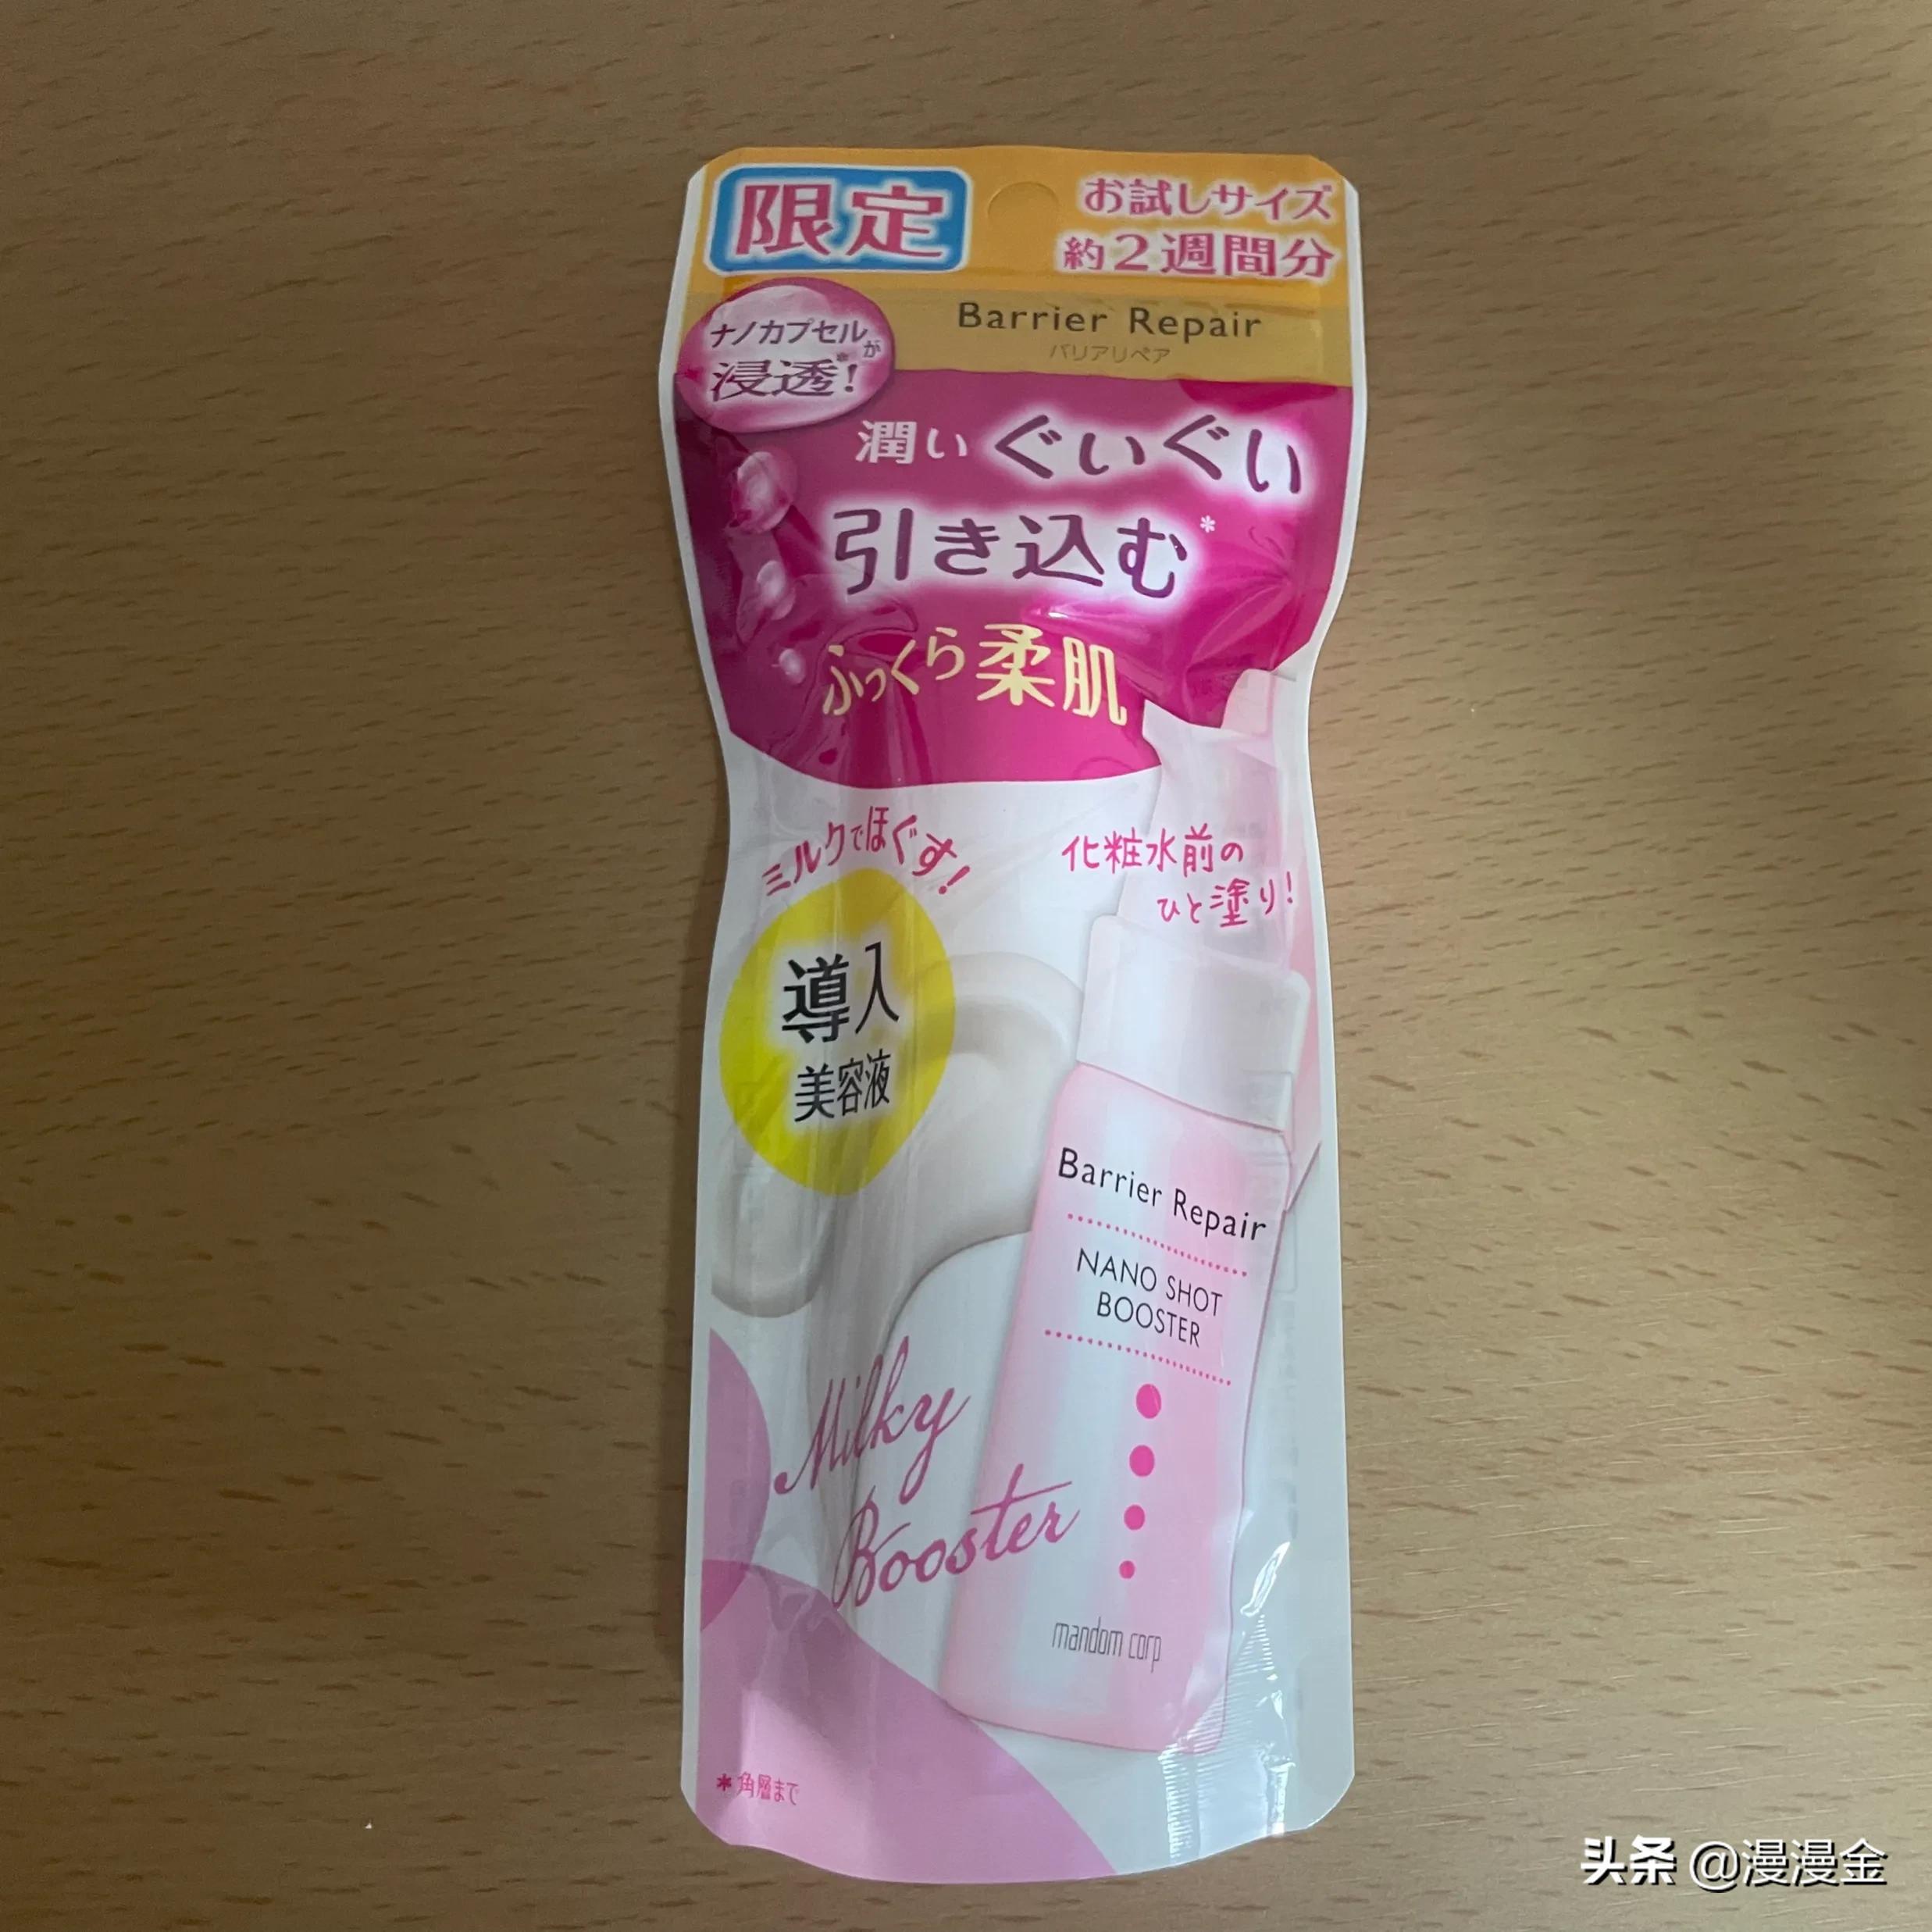 限定
お試しサイズ
約2週間分
Barrier Repair
バリアリペア
ナノカプセルが
浸透*!
潤いぐいぐい
引き込む*
ふっくら柔肌
ミルクでほぐす!
化粧水前の
ひと塗り!
導入
美容液
Barrier Repair
NANO SHOT
BOOSTER
Milky
Booster
mandom corp
*角層まで
头条 @漫漫金